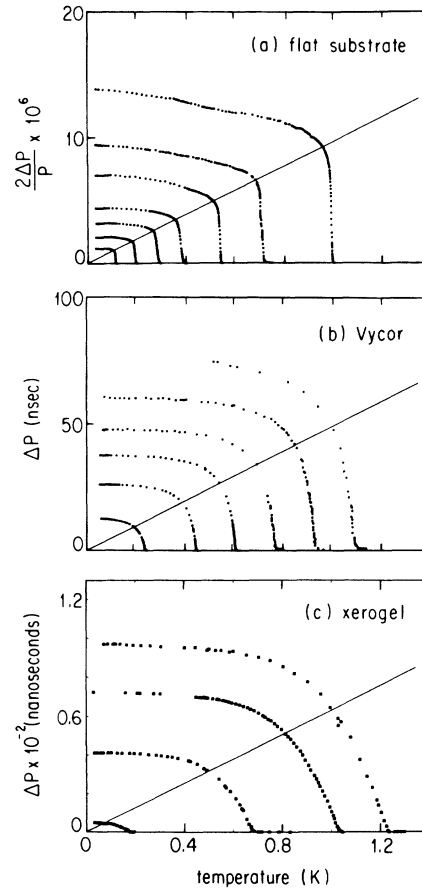 20
(a) flat substrate
2ΔP/P x 10^6
10
0
100
(b) Vycor
ΔP (nsec)
50
0
1.2
(c) xerogel
ΔP x 10^-2 (nanoseconds)
0.6
0
0 0.4 0.8 1.2
temperature (K)